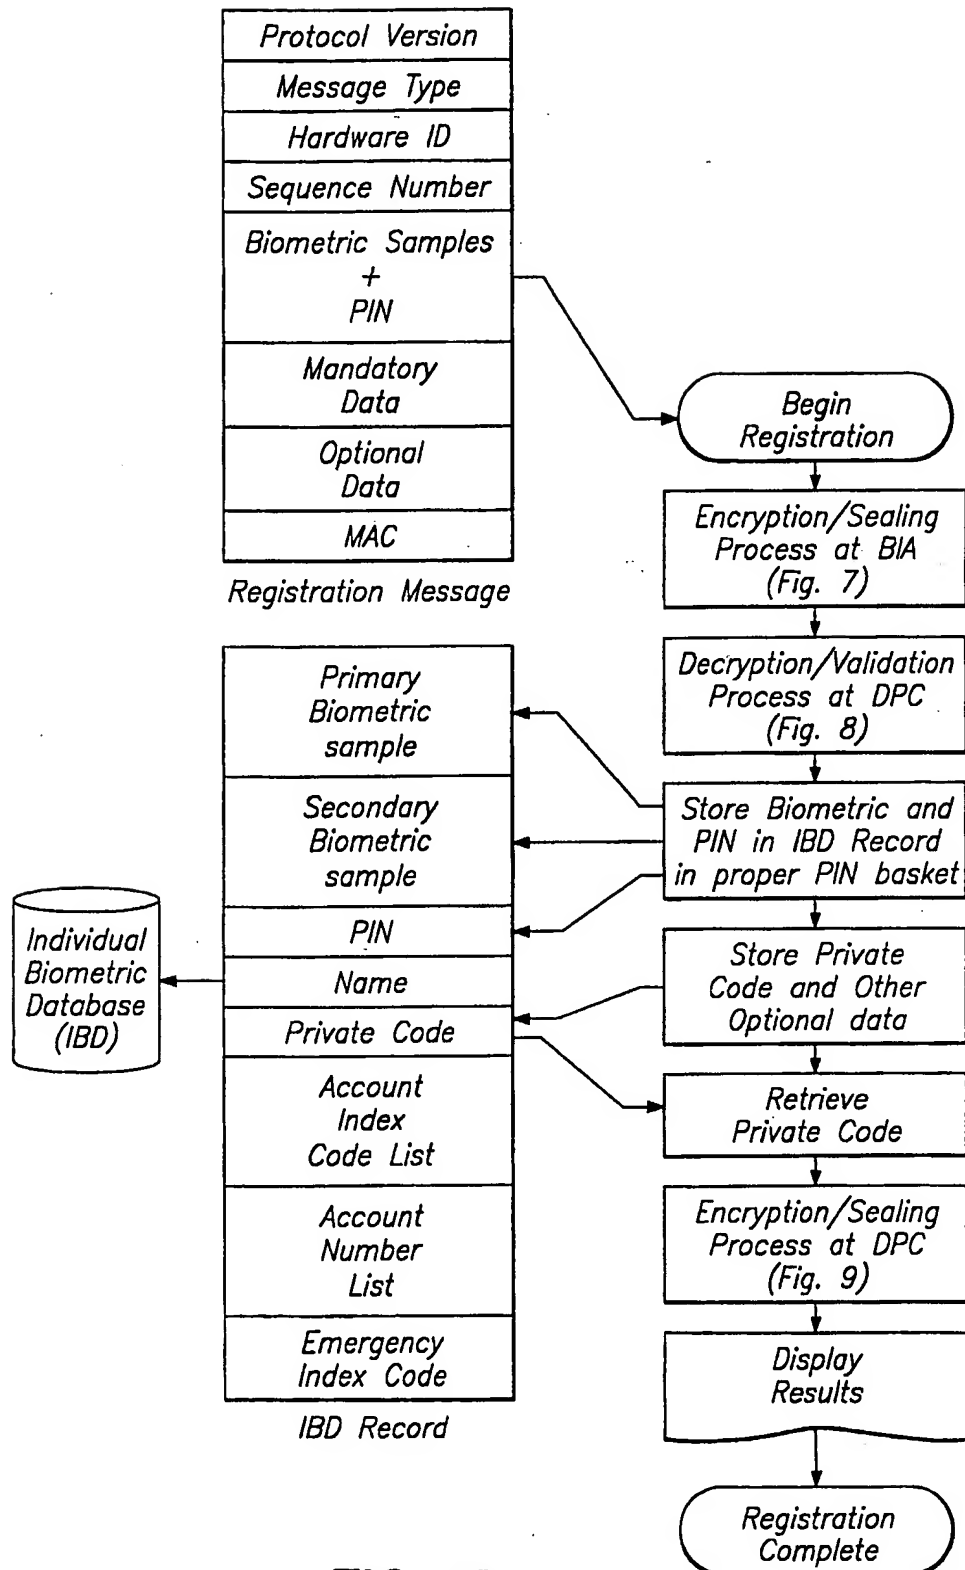 Protocol Version
Message Type
Hardware ID
Sequence Number
Biometric Samples
+
PIN
Mandatory
Data
Optional
Data
MAC
Registration Message
Begin
Registration
Encryption/Sealing
Process at BIA
(Fig. 7)
Decryption/Validation
Process at DPC
(Fig. 8)
Store Biometric and
PIN in IBD Record
in proper PIN basket
Store Private
Code and Other
Optional data
Retrieve
Private Code
Encryption/Sealing
Process at DPC
(Fig. 9)
Display
Results
Registration
Complete
Primary
Biometric
sample
Secondary
Biometric
sample
PIN
Name
Private Code
Account
Index
Code List
Account
Number
List
Emergency
Index Code
IBD Record
Individual
Biometric
Database
(IBD)